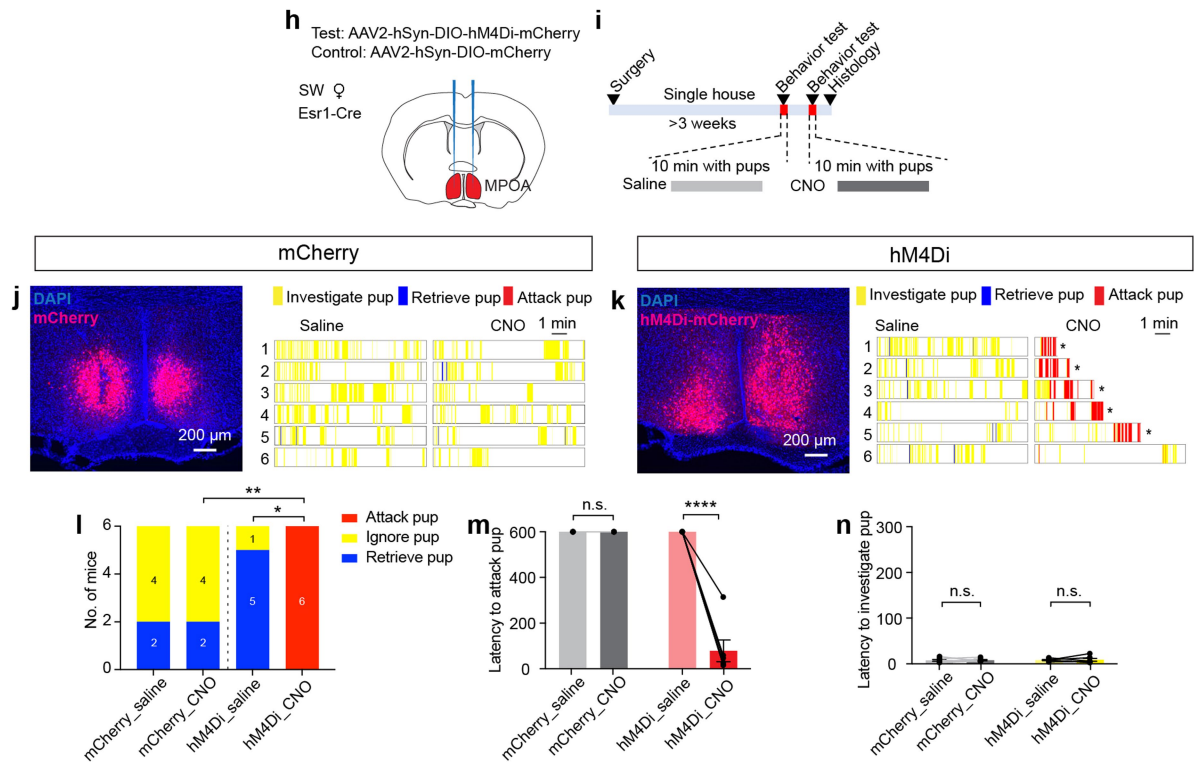 h
Test: AAV2-hSyn-DIO-hM4Di-mCherry
Control: AAV2-hSyn-DIO-mCherry
SW ♀
Esr1-Cre
MPOA
i
Surgery
Behavior test
Behavior test
Histology
Single house
>3 weeks
10 min with pups
10 min with pups
Saline
CNO
mCherry
hM4Di
j
DAPI
mCherry
200 µm
Investigate pup
Retrieve pup
Attack pup
Saline
CNO
1 min
1
2
3
4
5
6
k
DAPI
hM4Di-mCherry
200 µm
Investigate pup
Retrieve pup
Attack pup
Saline
CNO
1 min
1
*
2
*
3
*
4
*
5
*
6
l
**
*
No. of mice
6
4
2
0
4
2
4
2
1
5
6
Attack pup
Ignore pup
Retrieve pup
mCherry_saline
mCherry_CNO
hM4Di_saline
hM4Di_CNO
m
Latency to attack pup
600
400
200
0
n.s.
****
mCherry_saline
mCherry_CNO
hM4Di_saline
hM4Di_CNO
n
Latency to investigate pup
300
200
100
0
n.s.
n.s.
mCherry_saline
mCherry_CNO
hM4Di_saline
hM4Di_CNO